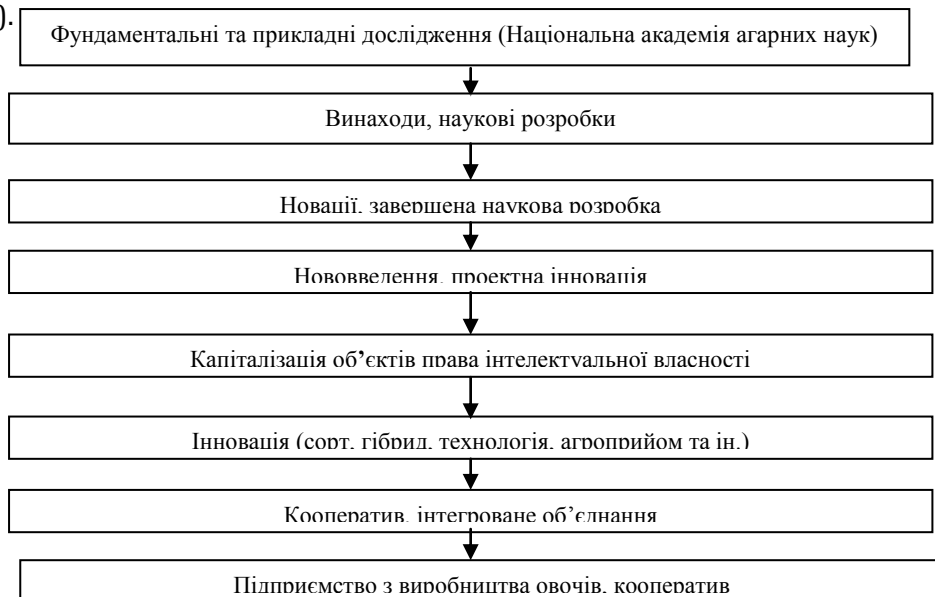 ).
Фундаментальні та прикладні дослідження (Національна академія агарних наук)
Винаходи, наукові розробки
Новації, завершена наукова розробка
Нововведення, проектна інновація
Капіталізація об’єктів права інтелектуальної власності
Інновація (сорт, гібрид, технологія, агроприйом та ін.)
Кооператив, інтегроване об’єднання
Підприємство з виробництва овочів, кооператив